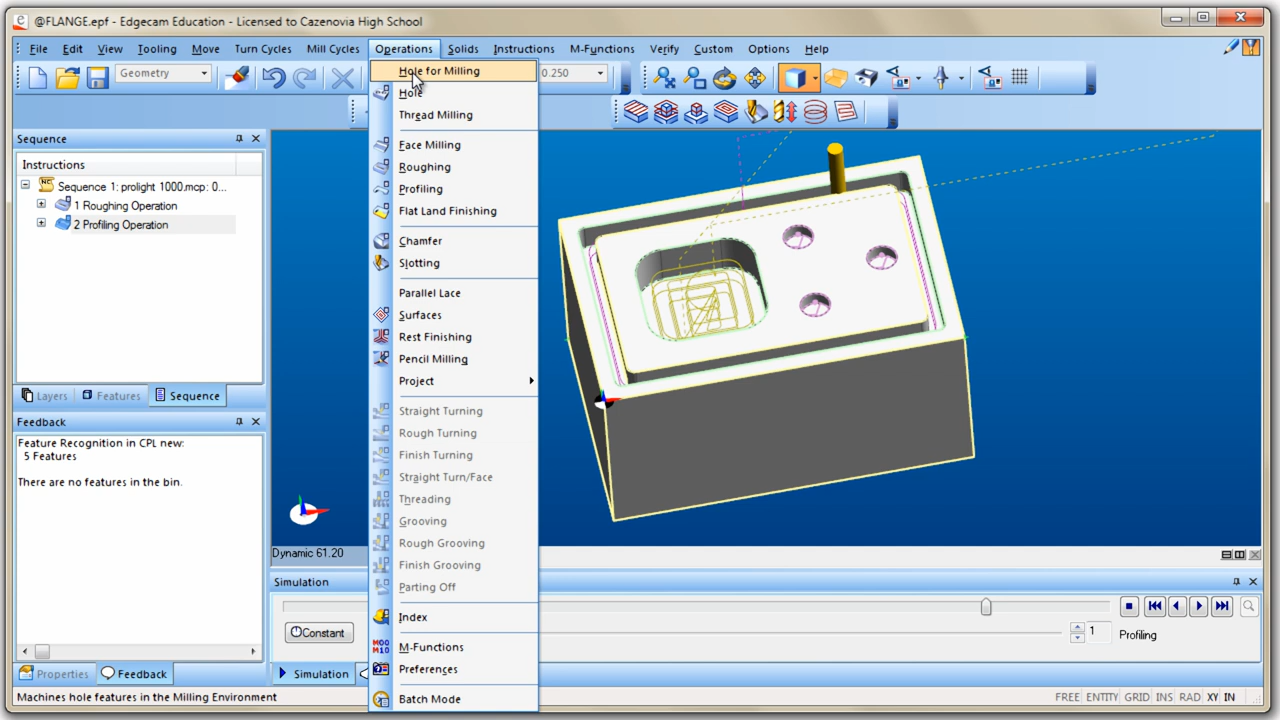 @FLANGE.epf - Edgecam Education - Licensed to Cazenovia High School
File Edit View Tooling Move Turn Cycles Mill Cycles Operations Solids Instructions M-Functions Verify Custom Options Help
Geometry
0.250
Sequence
Instructions
Sequence 1: prolight 1000.mcp: 0...
1 Roughing Operation
2 Profiling Operation
Layers Features Sequence
Feedback
Feature Recognition in CPL new:
5 Features
There are no features in the bin.
Properties Feedback
Hole for Milling
Hole
Thread Milling
Face Milling
Roughing
Profiling
Flat Land Finishing
Chamfer
Slotting
Parallel Lace
Surfaces
Rest Finishing
Pencil Milling
Project
Straight Turning
Rough Turning
Finish Turning
Straight Turn/Face
Threading
Grooving
Rough Grooving
Finish Grooving
Parting Off
Index
M00
M10
M-Functions
Preferences
Batch Mode
Dynamic 61.20
Simulation
Constant
1 Profiling
Simulation
Machines hole features in the Milling Environment
FREE ENTITY GRID INS RAD XY IN